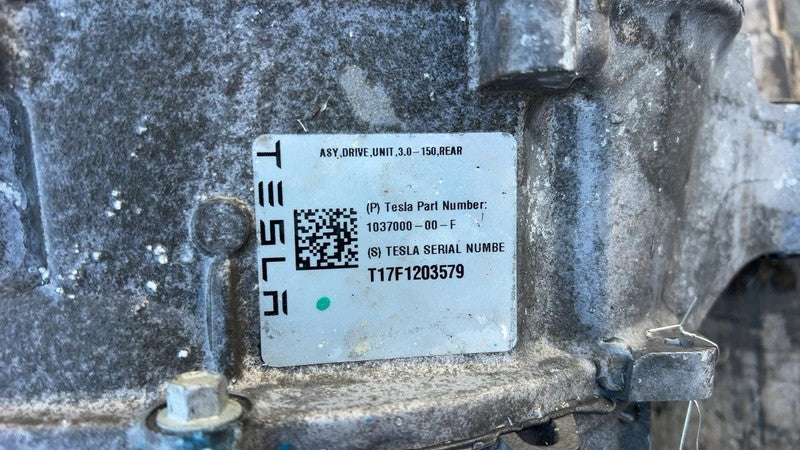 TESLA
ASY,DRIVE,UNIT,3.0-150,REAR
(P) Tesla Part Number:
1037000-00-F
(S) TESLA SERIAL NUMBE
T17F1203579